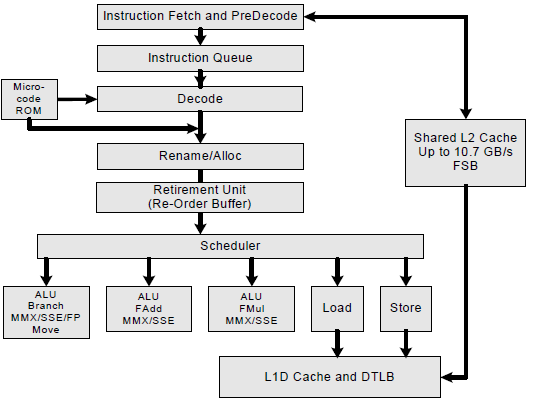 Instruction Fetch and PreDecode
Instruction Queue
Micro-
code
ROM
Decode
Shared L2 Cache
Up to 10.7 GB/s
FSB
Rename/Alloc
Retirement Unit
(Re-Order Buffer)
Scheduler
ALU
Branch
MMX/SSE/FP
Move
ALU
FAdd
MMX/SSE
ALU
FMul
MMX/SSE
Load
Store
L1D Cache and DTLB